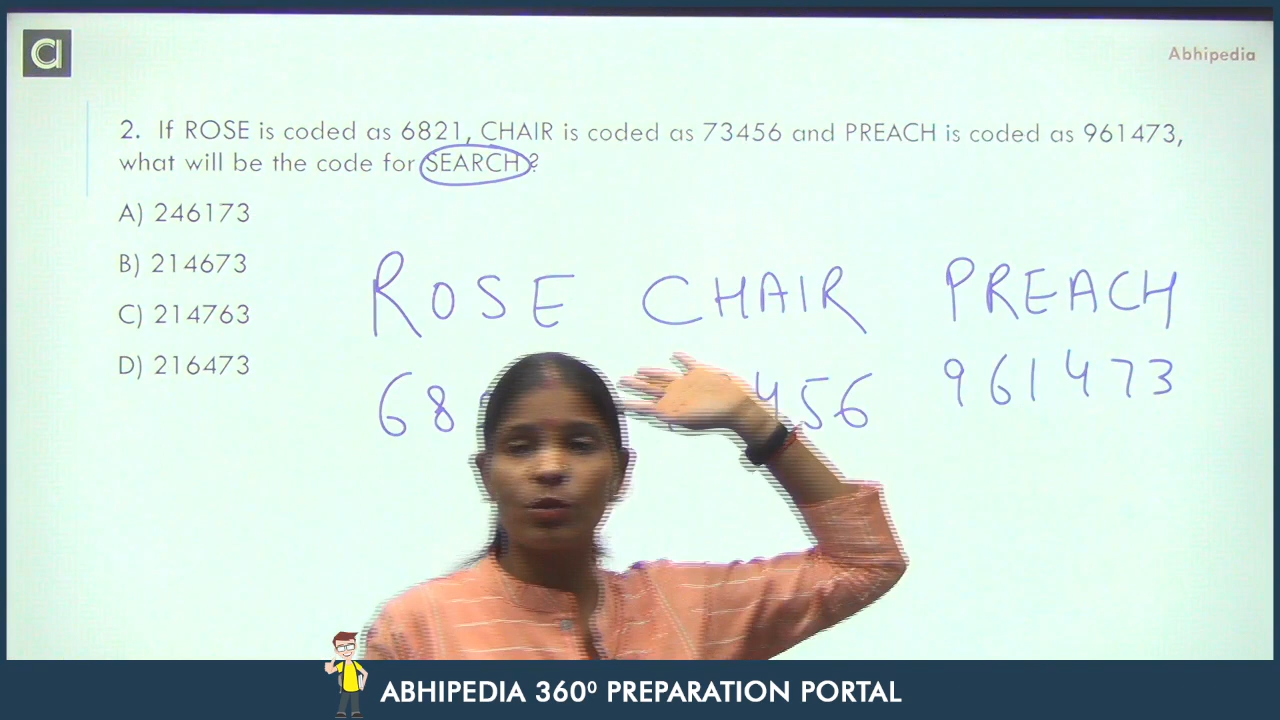 Abhipedia
2. If ROSE is coded as 6821, CHAIR is coded as 73456 and PREACH is coded as 961473,
what will be the code for SEARCH?
A) 246173
B) 214673
C) 214763
D) 216473
ROSE CHAIR PREACH
68 456 961473
ABHIPEDIA 360⁰ PREPARATION PORTAL